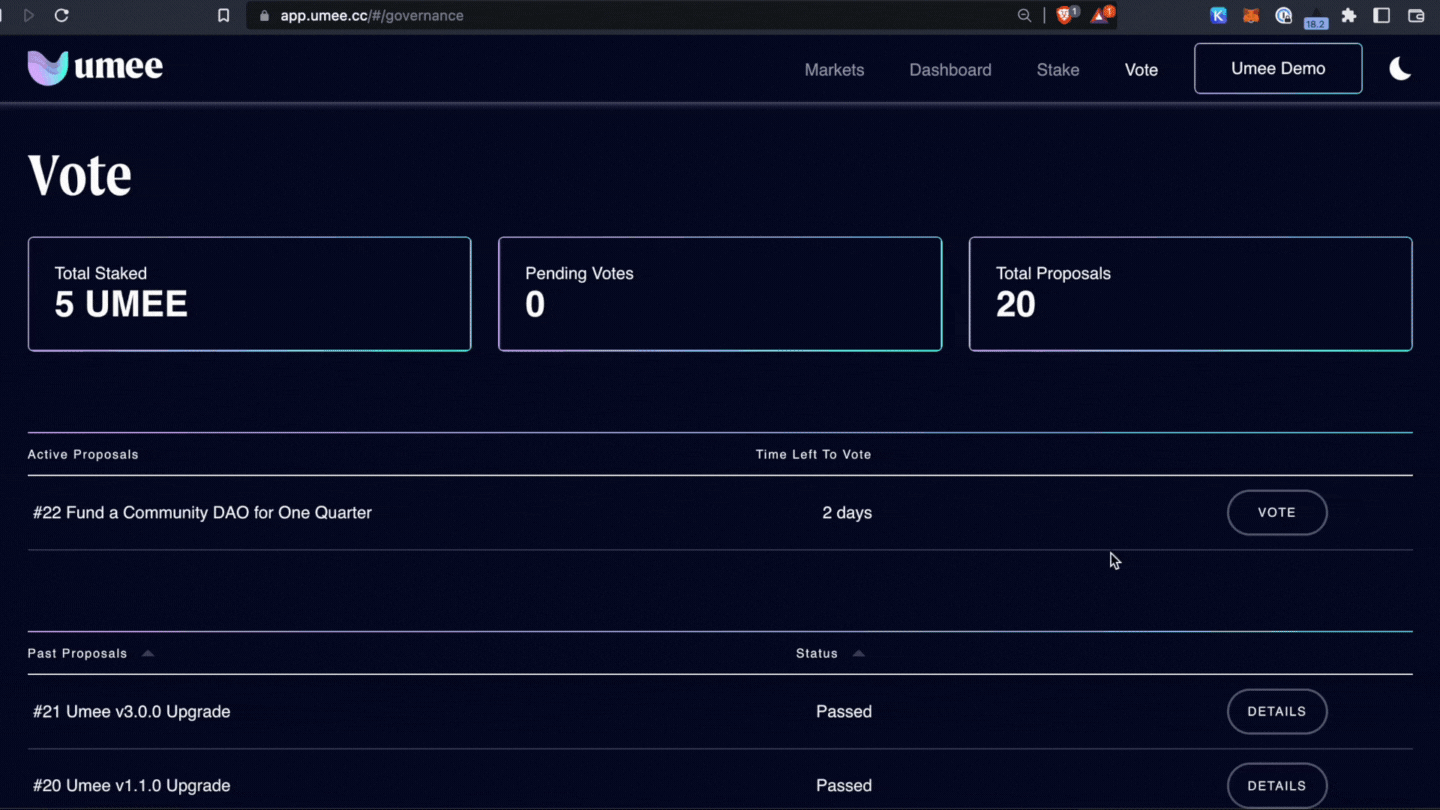 app.umee.cc/#/governance
1
1
K
18.2
umee
Markets Dashboard Stake Vote Umee Demo
Vote
Total Staked Pending Votes Total Proposals
5 UMEE 0 20
Active Proposals Time Left To Vote
#22 Fund a Community DAO for One Quarter 2 days VOTE
Past Proposals Status
#21 Umee v3.0.0 Upgrade Passed DETAILS
#20 Umee v1.1.0 Upgrade Passed DETAILS